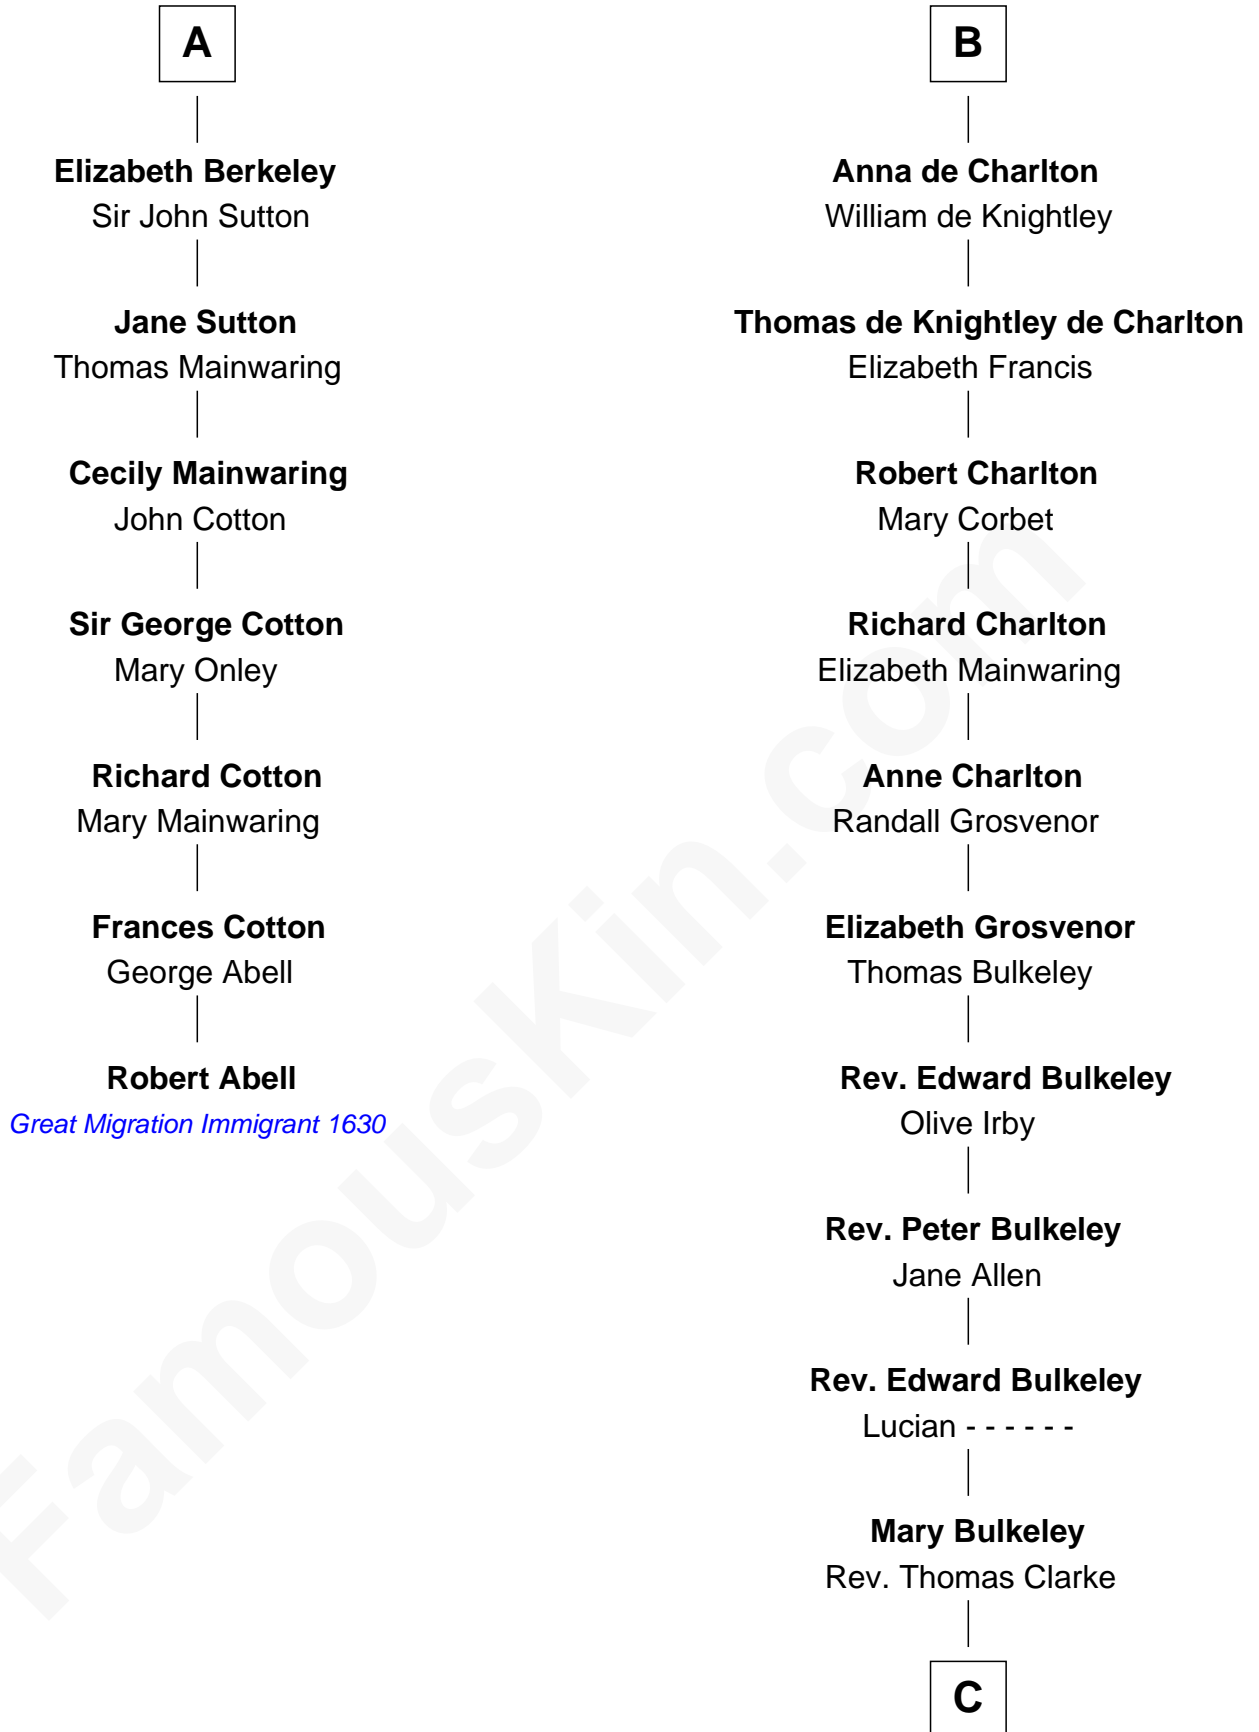 A
Elizabeth Berkeley
Sir John Sutton
Jane Sutton
Thomas Mainwaring
Cecily Mainwaring
John Cotton
Sir George Cotton
Mary Onley
Richard Cotton
Mary Mainwaring
Frances Cotton
George Abell
Robert Abell
Great Migration Immigrant 1630
B
Anna de Charlton
William de Knightley
Thomas de Knightley de Charlton
Elizabeth Francis
Robert Charlton
Mary Corbet
Richard Charlton
Elizabeth Mainwaring
Anne Charlton
Randall Grosvenor
Elizabeth Grosvenor
Thomas Bulkeley
Rev. Edward Bulkeley
Olive Irby
Rev. Peter Bulkeley
Jane Allen
Rev. Edward Bulkeley
Lucian - - - - - -
Mary Bulkeley
Rev. Thomas Clarke
C
FamousKin.com